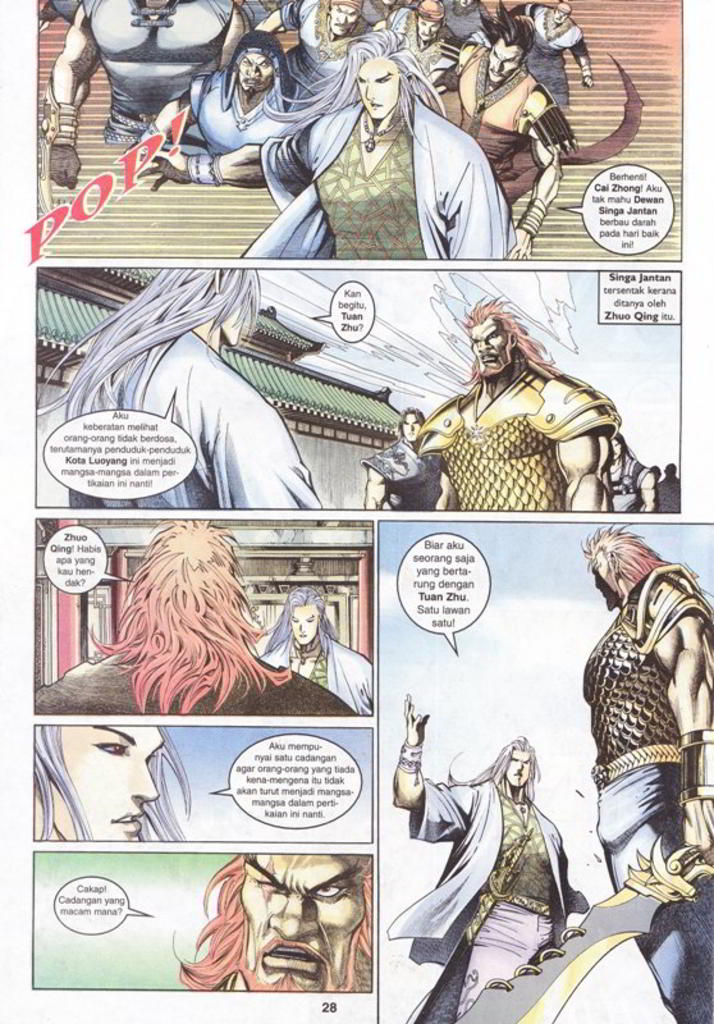 POP!
Berhenti!
Cai Zhong! Aku
tak mahu Dewan
Singa Jantan
berbau darah
pada hari baik
ini!
Kan
begitu,
Tuan
Zhu?
Singa Jantan
tersentak kerana
ditanya oleh
Zhuo Qing itu.
Aku
keberatan melihat
orang-orang tidak berdosa,
terutamanya penduduk-penduduk
Kota Luoyang ini menjadi
mangsa-mangsa dalam per-
tikaian ini nanti!
Zhuo
Qing! Habis
apa yang
kau hen-
dak?
Biar aku
seorang saja
yang berta-
rung dengan
Tuan Zhu.
Satu lawan
satu!
Aku mempu-
nyai satu cadangan
agar orang-orang yang tiada
kena-mengena itu tidak
akan turut menjadi mangsa-
mangsa dalam perti-
kaian ini nanti.
Cakap!
Cadangan yang
macam mana?
28